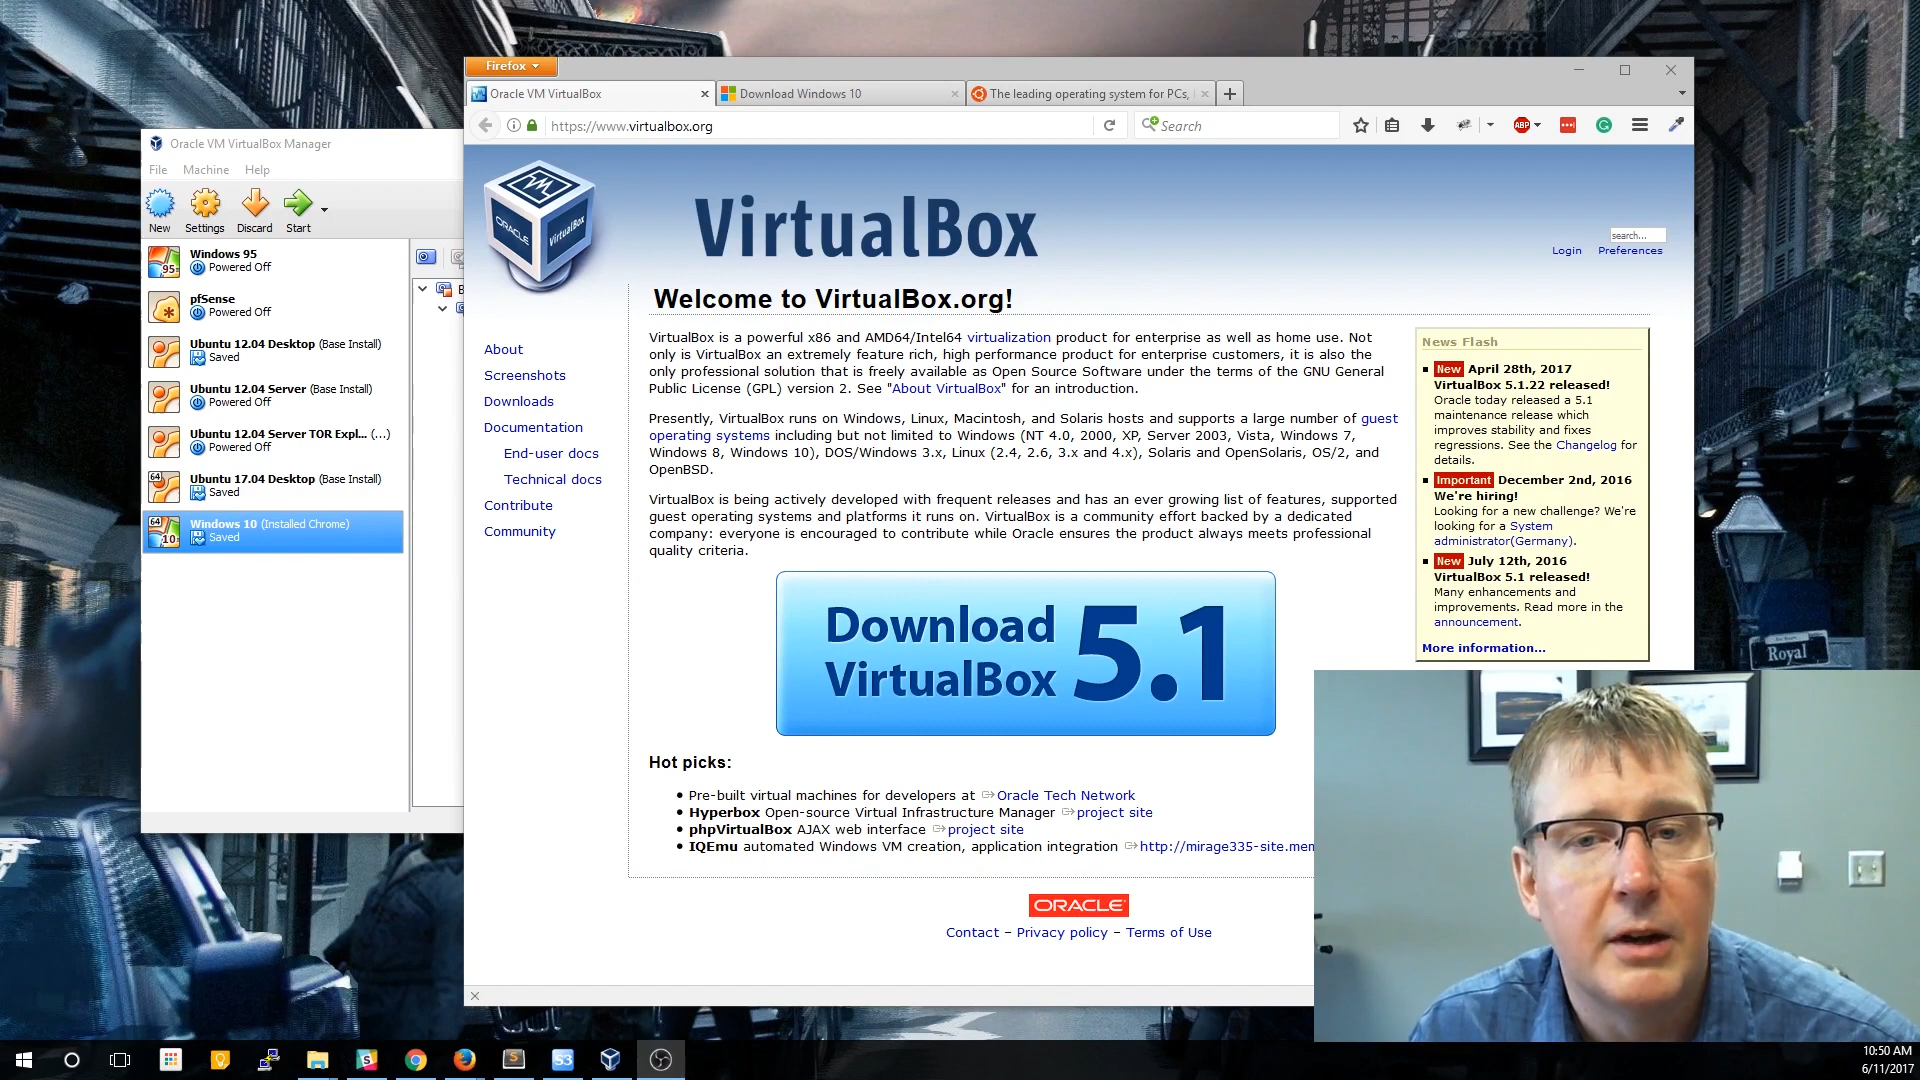 Firefox
Oracle VM VirtualBox
Download Windows 10
The leading operating system for PCs,
https://www.virtualbox.org
Search
ABP
Oracle VM VirtualBox Manager
File Machine Help
New Settings Discard Start
Windows 95
Powered Off
pfSense
Powered Off
Ubuntu 12.04 Desktop (Base Install)
Saved
Ubuntu 12.04 Server (Base Install)
Powered Off
Ubuntu 12.04 Server TOR Expl... (...)
Powered Off
64
Ubuntu 17.04 Desktop (Base Install)
Saved
64
10
Windows 10 (Installed Chrome)
Saved
95
B
ORACLE
VirtualBox
VirtualBox
search...
Login Preferences
Welcome to VirtualBox.org!
About
Screenshots
Downloads
Documentation
End-user docs
Technical docs
Contribute
Community
VirtualBox is a powerful x86 and AMD64/Intel64 virtualization product for enterprise as well as home use. Not
only is VirtualBox an extremely feature rich, high performance product for enterprise customers, it is also the
only professional solution that is freely available as Open Source Software under the terms of the GNU General
Public License (GPL) version 2. See "About VirtualBox" for an introduction.
Presently, VirtualBox runs on Windows, Linux, Macintosh, and Solaris hosts and supports a large number of guest
operating systems including but not limited to Windows (NT 4.0, 2000, XP, Server 2003, Vista, Windows 7,
Windows 8, Windows 10), DOS/Windows 3.x, Linux (2.4, 2.6, 3.x and 4.x), Solaris and OpenSolaris, OS/2, and
OpenBSD.
VirtualBox is being actively developed with frequent releases and has an ever growing list of features, supported
guest operating systems and platforms it runs on. VirtualBox is a community effort backed by a dedicated
company: everyone is encouraged to contribute while Oracle ensures the product always meets professional
quality criteria.
Download
VirtualBox 5.1
Hot picks:
Pre-built virtual machines for developers at Oracle Tech Network
Hyperbox Open-source Virtual Infrastructure Manager project site
phpVirtualBox AJAX web interface project site
IQEmu automated Windows VM creation, application integration http://mirage335-site.mem
ORACLE
Contact – Privacy policy – Terms of Use
News Flash
New April 28th, 2017
VirtualBox 5.1.22 released!
Oracle today released a 5.1
maintenance release which
improves stability and fixes
regressions. See the Changelog for
details.
Important December 2nd, 2016
We're hiring!
Looking for a new challenge? We're
looking for a System
administrator(Germany).
New July 12th, 2016
VirtualBox 5.1 released!
Many enhancements and
improvements. Read more in the
announcement.
More information...
Royal
S3
10:50 AM
6/11/2017